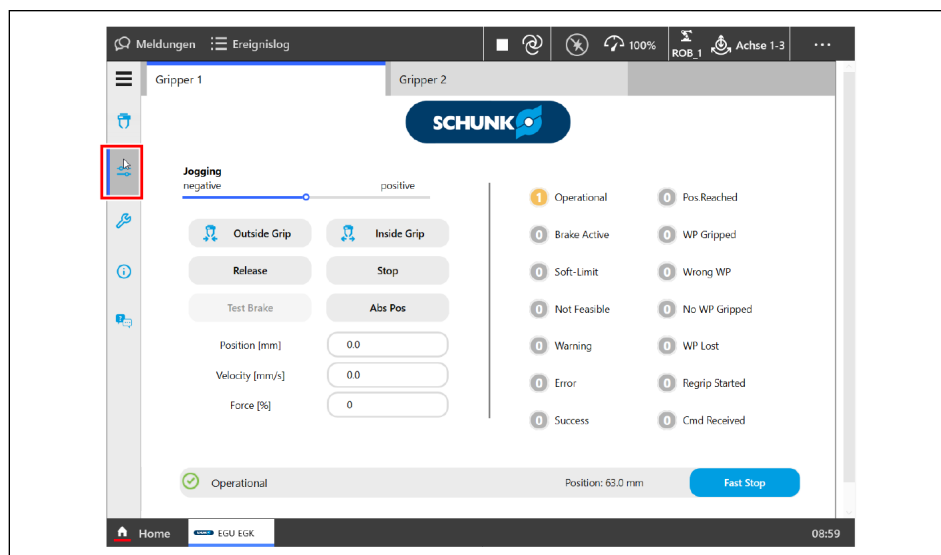 Meldungen Ereignislog 100% ROB_1 Achse 1-3 ...
Gripper 1 Gripper 2
SCHUNK
Jogging
negative positive
Outside Grip Inside Grip
Release Stop
Test Brake Abs Pos
Position [mm] 0.0
Velocity [mm/s] 0.0
Force [%] 0
1 Operational 0 Pos.Reached
0 Brake Active 0 WP Gripped
0 Soft-Limit 0 Wrong WP
0 Not Feasible 0 No WP Gripped
0 Warning 0 WP Lost
0 Error 0 Regrip Started
0 Success 0 Cmd Received
Operational Position: 63.0 mm Fast Stop
Home SCHUNK EGU EGK 08:59